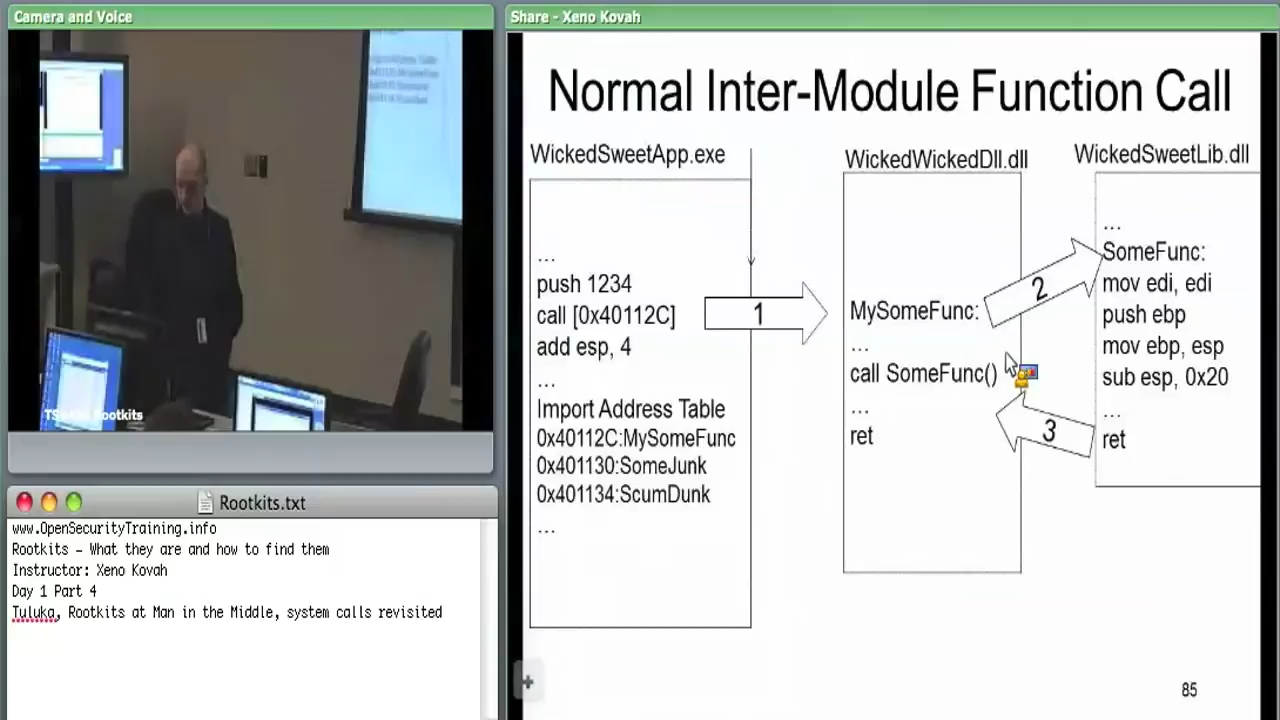 Camera and Voice
Share - Xeno Kovah
Normal Inter-Module Function Call
WickedSweetApp.exe
...
push 1234
call [0x40112C]
add esp, 4
...
Import Address Table
0x40112C:MySomeFunc
0x401130:SomeJunk
0x401134:ScumDunk
...
1
WickedWickedDll.dll
MySomeFunc:
...
call SomeFunc()
...
ret
2
3
WickedSweetLib.dll
...
SomeFunc:
mov edi, edi
push ebp
mov ebp, esp
sub esp, 0x20
...
ret
85
Rootkits
Rootkits.txt
www.OpenSecurityTraining.info
Rootkits - What they are and how to find them
Instructor: Xeno Kovah
Day 1 Part 4
Tuluka, Rootkits at Man in the Middle, system calls revisited